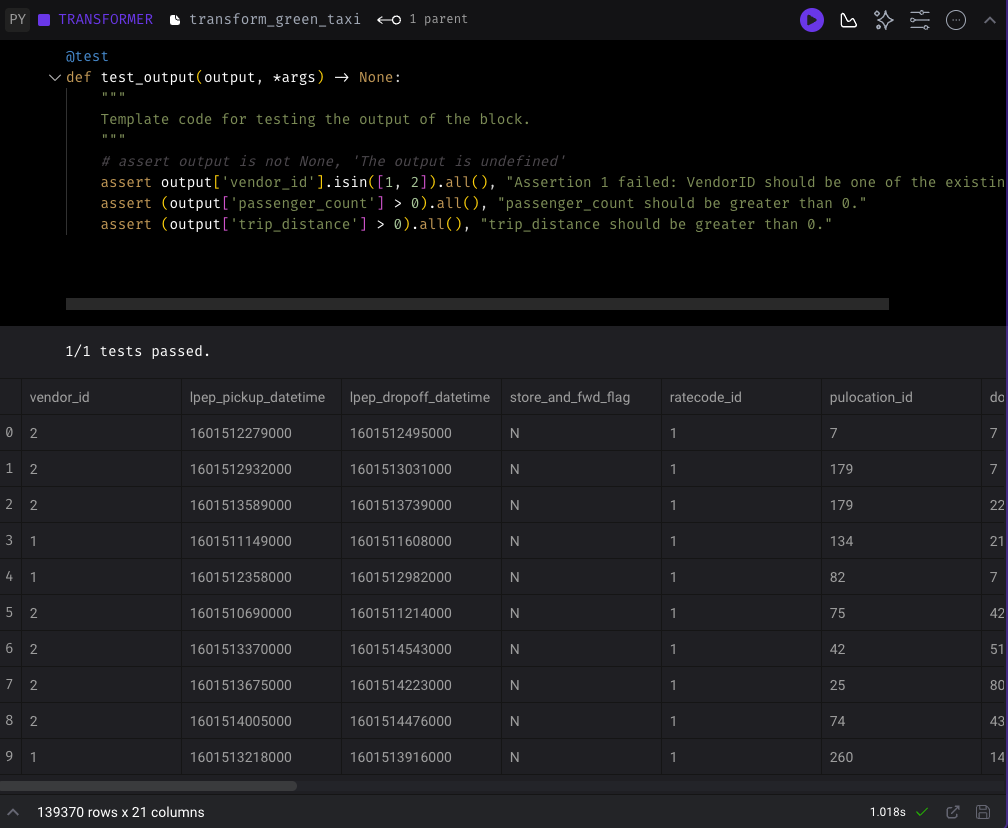 PY TRANSFORMER transform_green_taxi 1 parent
@test
def test_output(output, *args) -> None:
"""
Template code for testing the output of the block.
"""
# assert output is not None, 'The output is undefined'
assert output['vendor_id'].isin([1, 2]).all(), "Assertion 1 failed: VendorID should be one of the existin
assert (output['passenger_count'] > 0).all(), "passenger_count should be greater than 0."
assert (output['trip_distance'] > 0).all(), "trip_distance should be greater than 0."
1/1 tests passed.
vendor_id lpep_pickup_datetime lpep_dropoff_datetime store_and_fwd_flag ratecode_id pulocation_id do
0 2 1601512279000 1601512495000 N 1 7 7
1 2 1601512932000 1601513031000 N 1 179 7
2 2 1601513589000 1601513739000 N 1 179 22
3 1 1601511149000 1601511608000 N 1 134 21
4 1 1601512358000 1601512982000 N 1 82 7
5 2 1601510690000 1601511214000 N 1 75 42
6 2 1601513370000 1601514543000 N 1 42 51
7 2 1601513675000 1601514223000 N 1 25 80
8 2 1601514005000 1601514476000 N 1 74 43
9 1 1601513218000 1601513916000 N 1 260 14
139370 rows x 21 columns 1.018s